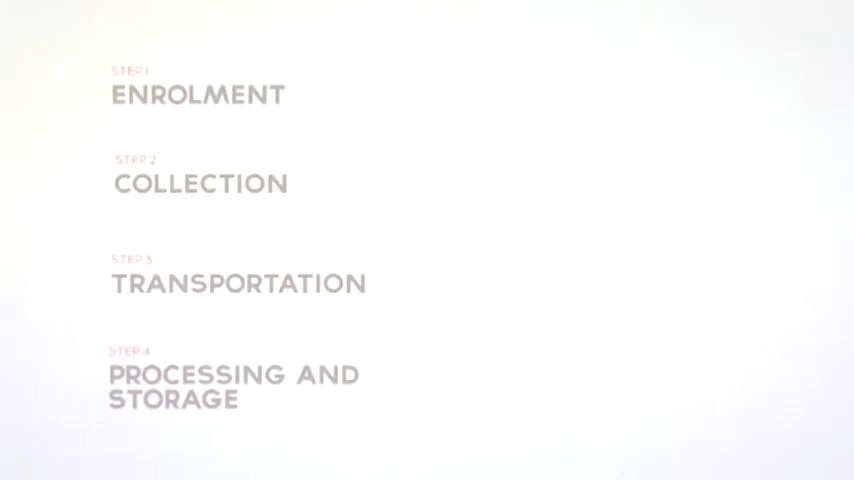 STEP 1
ENROLMENT
STEP 2
COLLECTION
STEP 3
TRANSPORTATION
STEP 4
PROCESSING AND
STORAGE